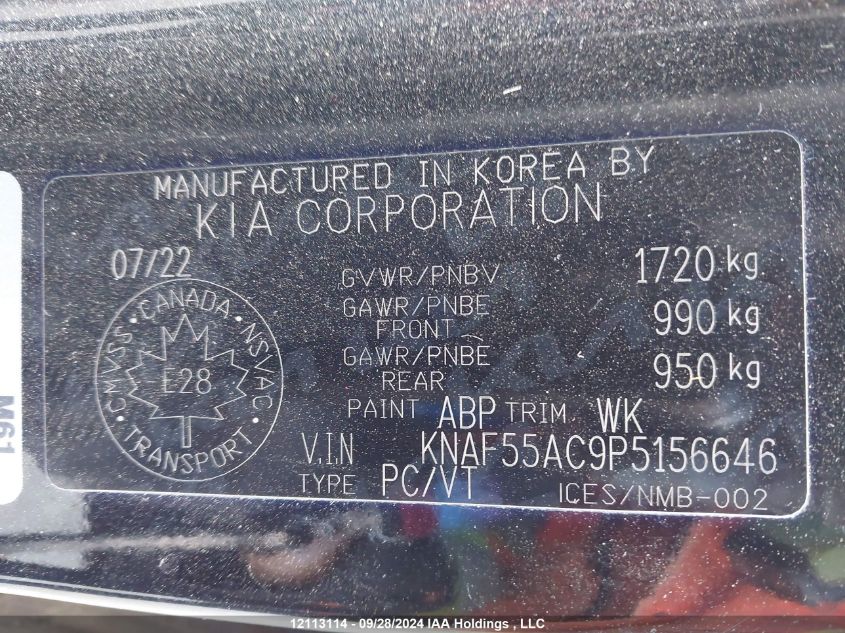 MANUFACTURED IN KOREA BY
KIA CORPORATION
07/22
GVWR/PNBV 1720 kg
GAWR/PNBE FRONT 990 kg
GAWR/PNBE REAR 950 kg
CMVSS • CANADA • NSVAC • TRANSPORT •
E28
PAINT ABP TRIM WK
V.I.N KNAF55AC9P5156646
TYPE PC/VT ICES/NMB-002
M61
12113114 - 09/28/2024 IAA Holdings , LLC